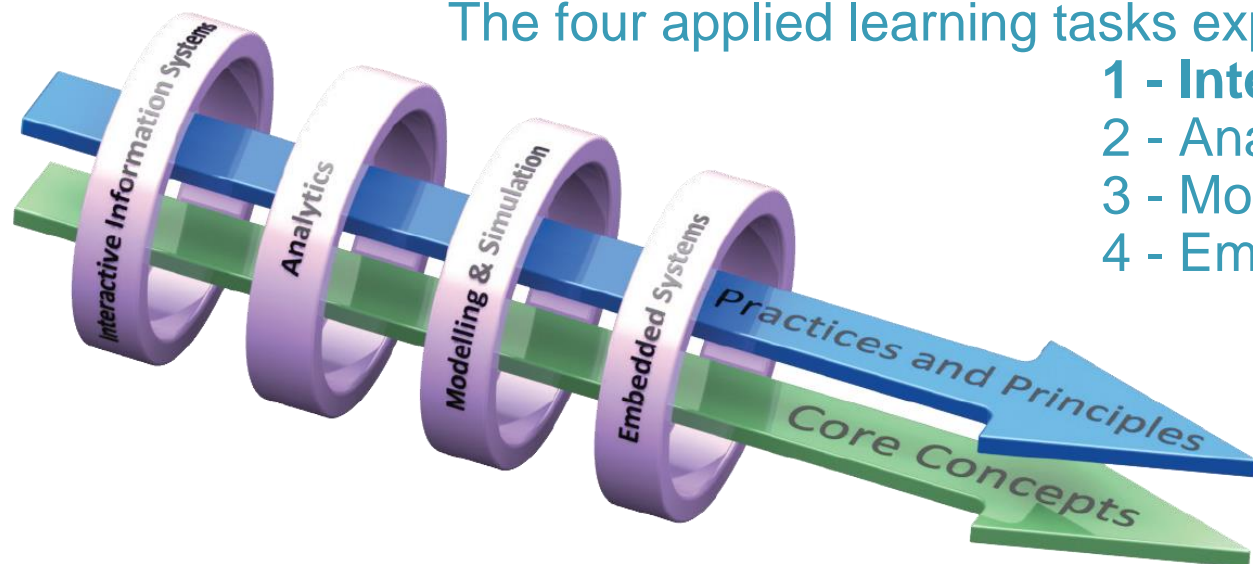 The four applied learning tasks exp
1 - Inte
2 - Ana
3 - Mo
4 - Em
Interactive Information Systems
Analytics
Modelling & Simulation
Embedded Systems
Practices and Principles
Core Concepts